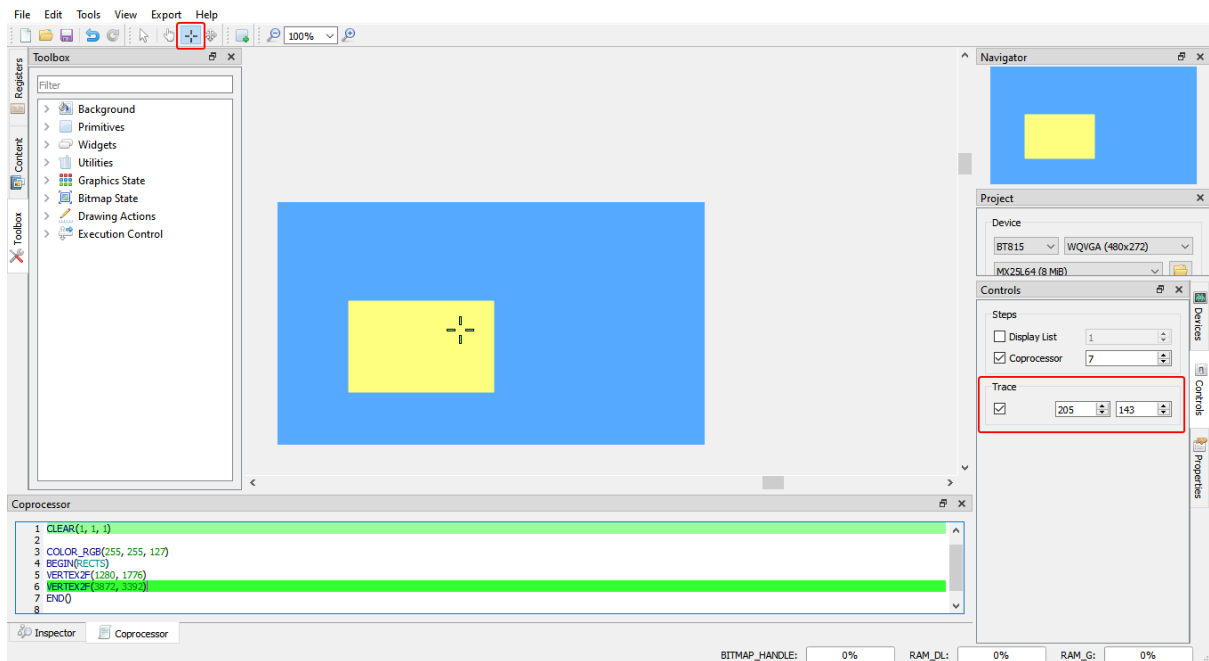 File Edit Tools View Export Help
100%
Registers
Content
Toolbox
Toolbox
Filter
Background
Primitives
Widgets
Utilities
Graphics State
Bitmap State
Drawing Actions
Execution Control
Navigator
Project
Device
BT815 WQVGA (480x272)
MX25L64 (8 MiB)
Controls
Steps
Display List 1
Coprocessor 7
Trace
205 143
Devices
Controls
Properties
Coprocessor
1 CLEAR(1, 1, 1)
2
3 COLOR_RGB(255, 255, 127)
4 BEGIN(RECTS)
5 VERTEX2F(1280, 1776)
6 VERTEX2F(3872, 3392)
7 END()
8
Inspector Coprocessor
BITMAP_HANDLE: 0% RAM_DL: 0% RAM_G: 0%